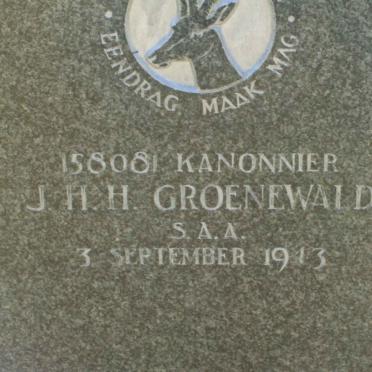 EENDRAG MAAK MAG
158081 KANONNIER
J. H. H. GROENEWALD
S.A.A.
3 SEPTEMBER 1943